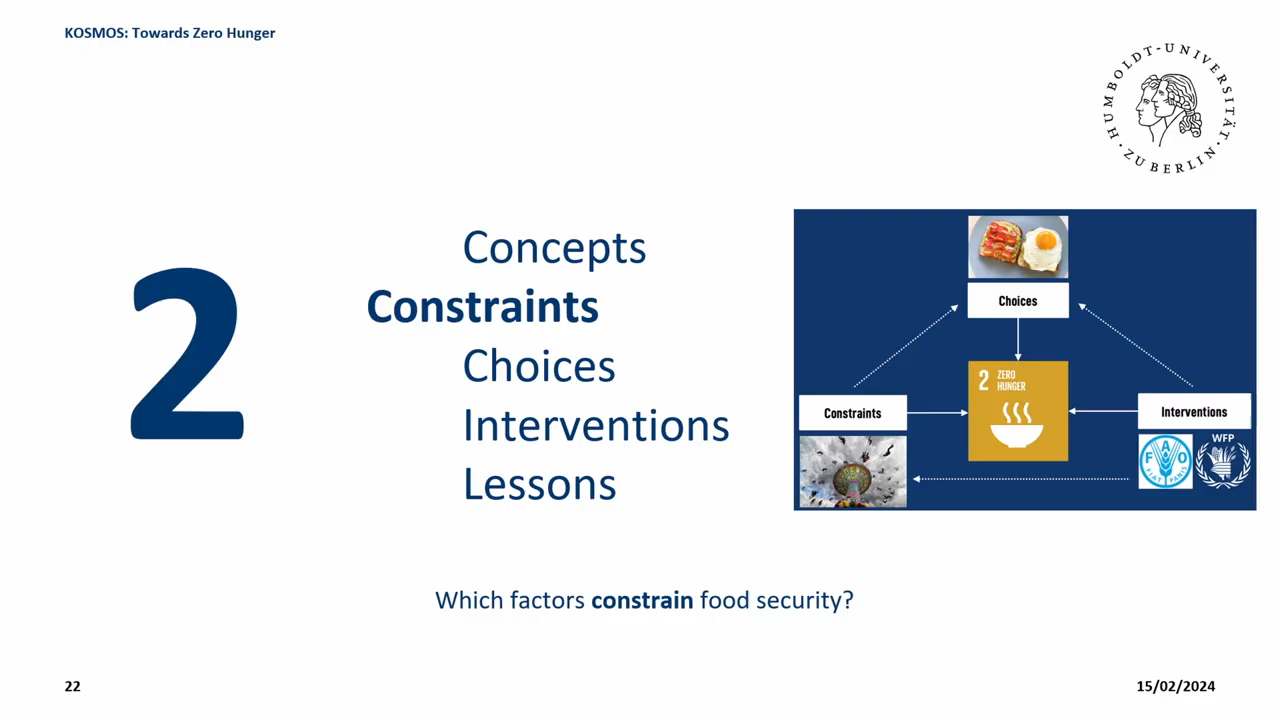 KOSMOS: Towards Zero Hunger
HUMBOLDT-UNIVERSITÄT
ZU BERLIN
2
Concepts
Constraints
Choices
Interventions
Lessons
Choices
2 ZERO
HUNGER
Constraints
Interventions
FAO
FIAT PANIS
WFP
Which factors constrain food security?
22
15/02/2024